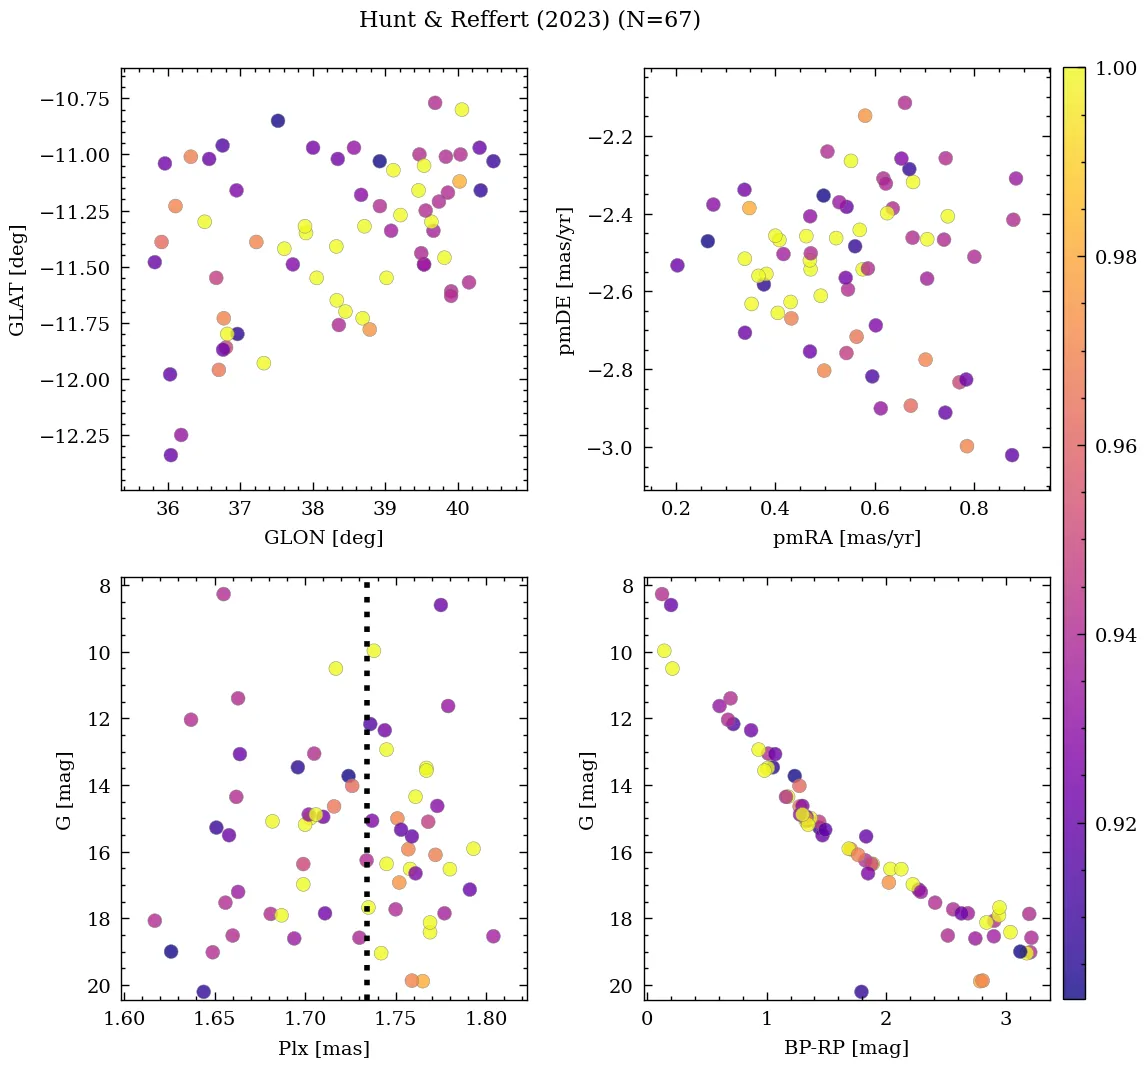 Hunt & Reffert (2023) (N=67)
−10.75
−11.00
−11.25
−11.50
−11.75
−12.00
−12.25
GLAT [deg]
36 37 38 39 40
GLON [deg]
−2.2
−2.4
−2.6
−2.8
−3.0
pmDE [mas/yr]
0.2 0.4 0.6 0.8
pmRA [mas/yr]
8
10
12
14
16
18
20
G [mag]
1.60 1.65 1.70 1.75 1.80
Plx [mas]
8
10
12
14
16
18
20
G [mag]
0 1 2 3
BP-RP [mag]
1.00
0.98
0.96
0.94
0.92